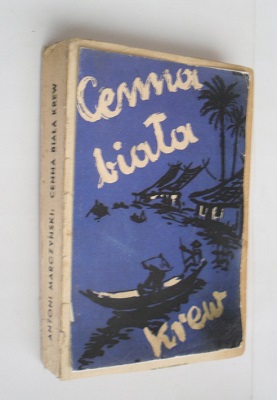 Cenna
biała
krew
ANTONI MARCZYŃSKI: CENNA BIAŁA KREW